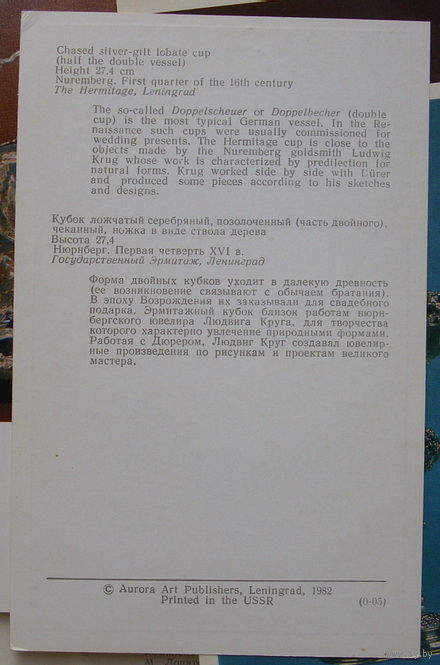 Chased silver-gilt lobate cup
(half the double vessel)
Height 27.4 cm
Nuremberg. First quarter of the 16th century
The Hermitage, Leningrad
The so-called Doppelscheuer or Doppelbecher (double
cup) is the most typical German vessel. In the Re-
naissance such cups were usually commissioned for
wedding presents. The Hermitage cup is close to the
objects made by the Nuremberg goldsmith Ludwig
Krug whose work is characterized by predilection for
natural forms. Krug worked side by side with Dürer
and produced some pieces according to his sketches
and designs.
Кубок ложчатый серебряный, позолоченный (часть двойного),
чеканный, ножка в виде ствола дерева
Высота 27,4
Нюрнберг. Первая четверть XVI в.
Государственный Эрмитаж, Ленинград
Форма двойных кубков уходит в далекую древность
(ее возникновение связывают с обычаем братания).
В эпоху Возрождения их заказывали для свадебного
подарка. Эрмитажный кубок близок работам нюрн-
бергского ювелира Людвига Круга, для творчества
которого характерно увлечение природными формами.
Работая с Дюрером, Людвиг Круг создавал ювелир-
ные произведения по рисункам и проектам великого
мастера.
© Aurora Art Publishers, Leningrad, 1982
Printed in the USSR
(0-05)